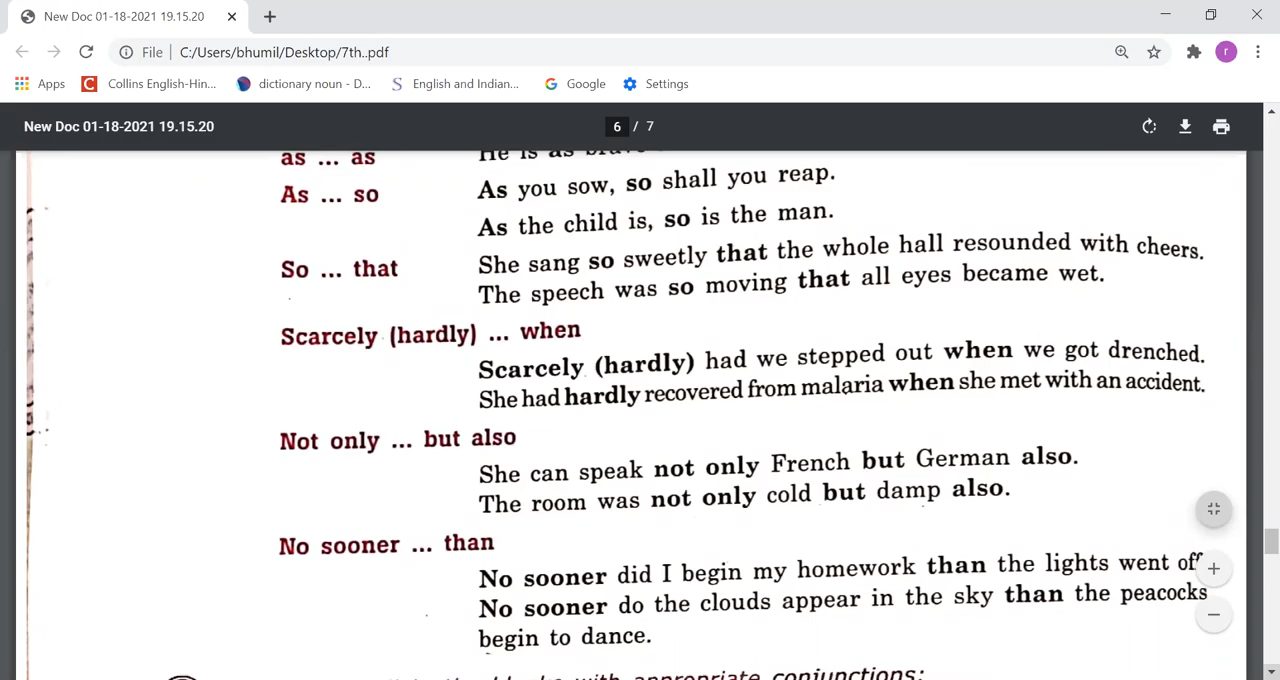 New Doc 01-18-2021 19.15.20
File C:/Users/bhumil/Desktop/7th..pdf
r
Apps Collins English-Hin... dictionary noun - D... English and Indian... Google Settings
New Doc 01-18-2021 19.15.20 6 / 7
as ... as He is as brave
As ... so As you sow, so shall you reap.
As the child is, so is the man.
So ... that She sang so sweetly that the whole hall resounded with cheers.
The speech was so moving that all eyes became wet.
Scarcely (hardly) ... when
Scarcely (hardly) had we stepped out when we got drenched.
She had hardly recovered from malaria when she met with an accident.
Not only ... but also
She can speak not only French but German also.
The room was not only cold but damp also.
No sooner ... than
No sooner did I begin my homework than the lights went off
No sooner do the clouds appear in the sky than the peacocks
begin to dance.
with appropriate conjunctions: